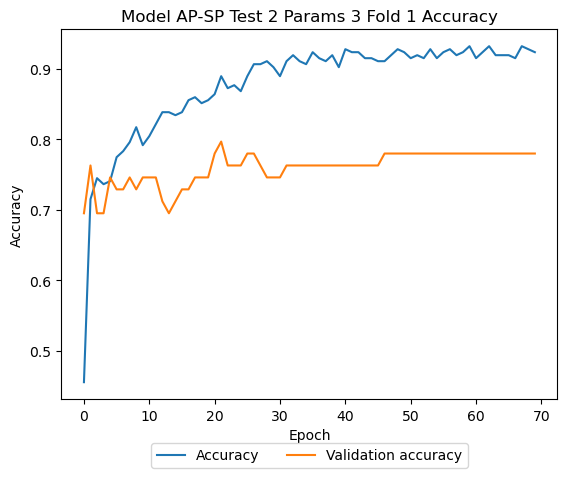 Model AP-SP Test 2 Params 3 Fold 1 Accuracy
Accuracy
0.9
0.8
0.7
0.6
0.5
0 10 20 30 40 50 60 70
Epoch
Accuracy Validation accuracy